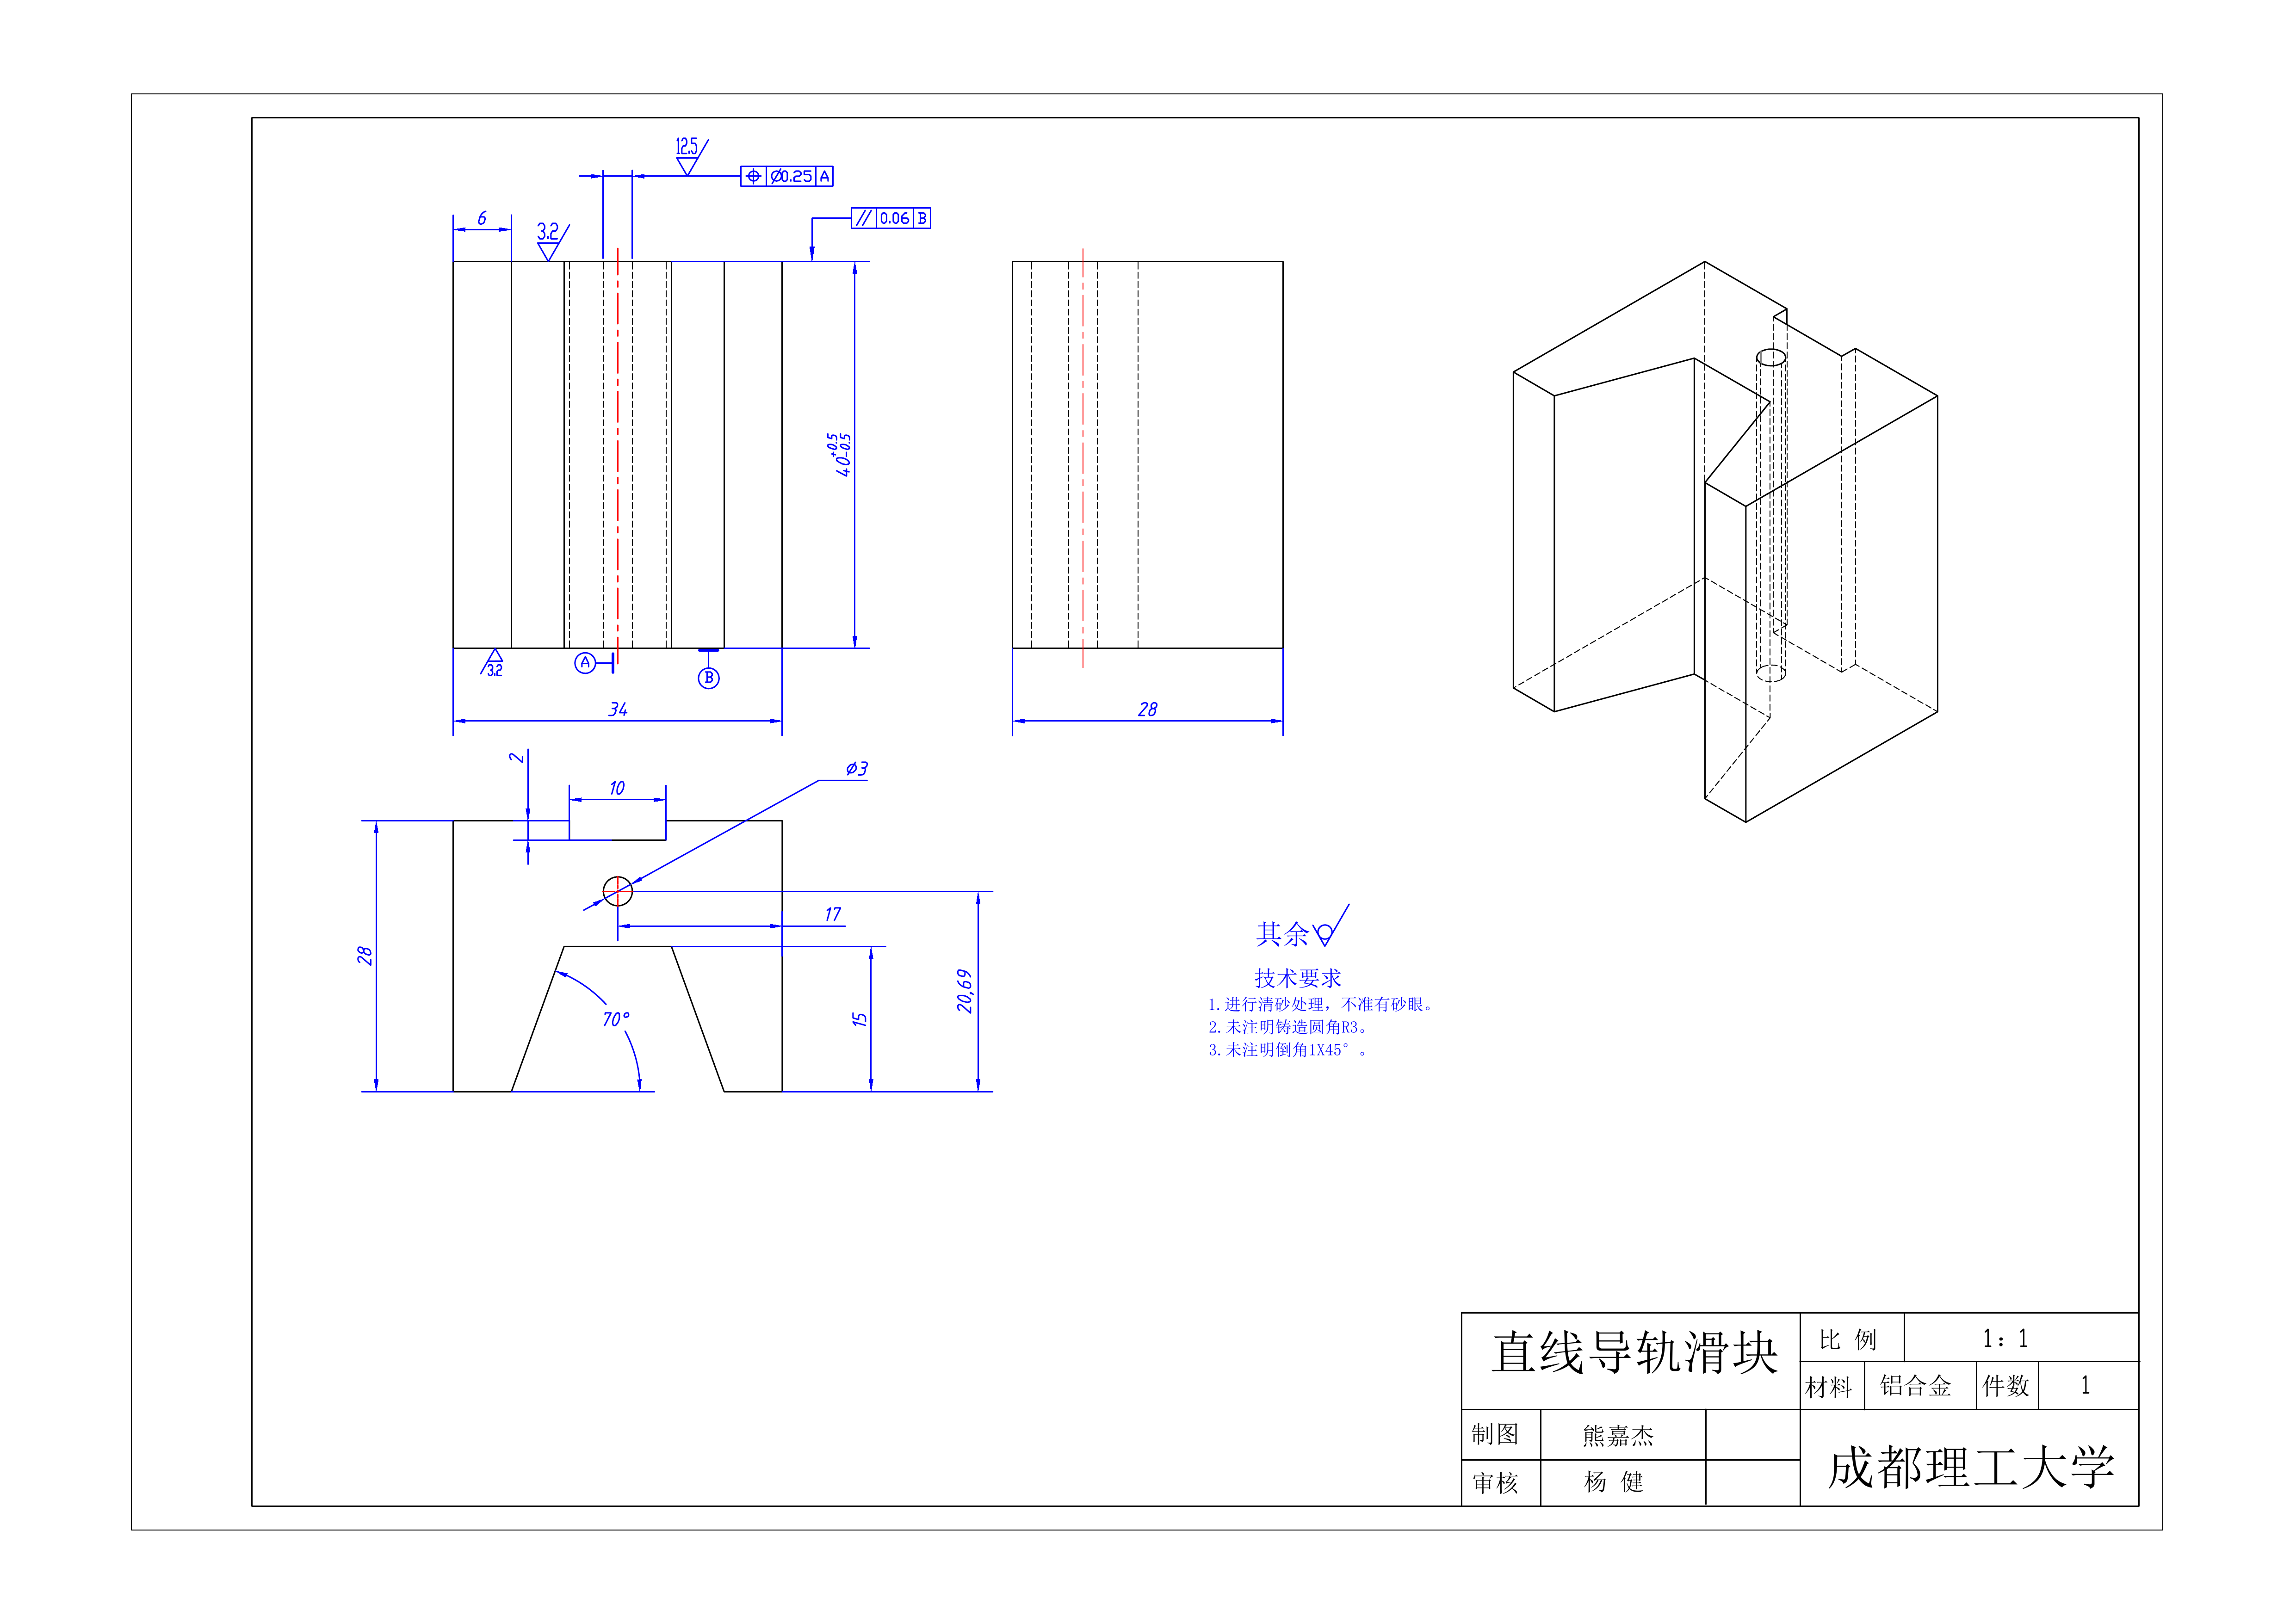 12.5
⌖ Ø0.25 A
// 0.06 B
6
3.2
40+0.5-0.5
3.2
A
B
34
28
2
10
Ø3
17
28
70°
15
20,69
其余
技术要求
1.进行清砂处理，不准有砂眼。
2.未注明铸造圆角R3。
3.未注明倒角1X45°。
直线导轨滑块
比 例 1：1
材料 铝合金 件数 1
制图 熊嘉杰
审核 杨 健
成都理工大学